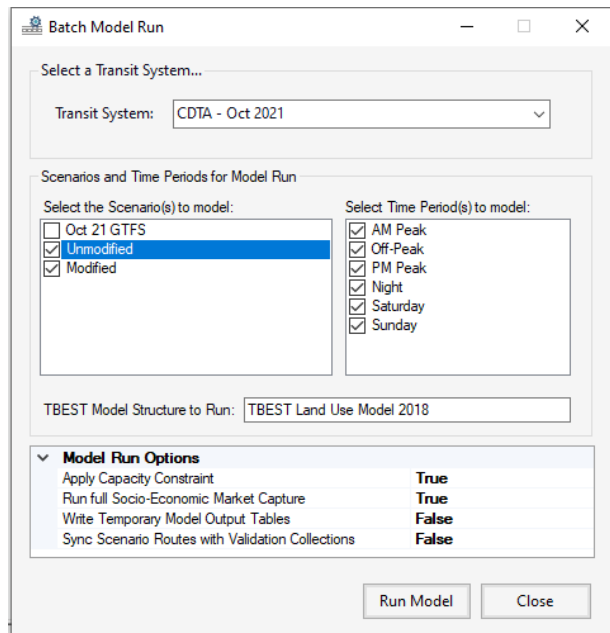 Batch Model Run
Select a Transit System...
Transit System: CDTA - Oct 2021
Scenarios and Time Periods for Model Run
Select the Scenario(s) to model:
Oct 21 GTFS
Unmodified
Modified
Select Time Period(s) to model:
AM Peak
Off-Peak
PM Peak
Night
Saturday
Sunday
TBEST Model Structure to Run: TBEST Land Use Model 2018
Model Run Options
Apply Capacity Constraint True
Run full Socio-Economic Market Capture True
Write Temporary Model Output Tables False
Sync Scenario Routes with Validation Collections False
Run Model Close